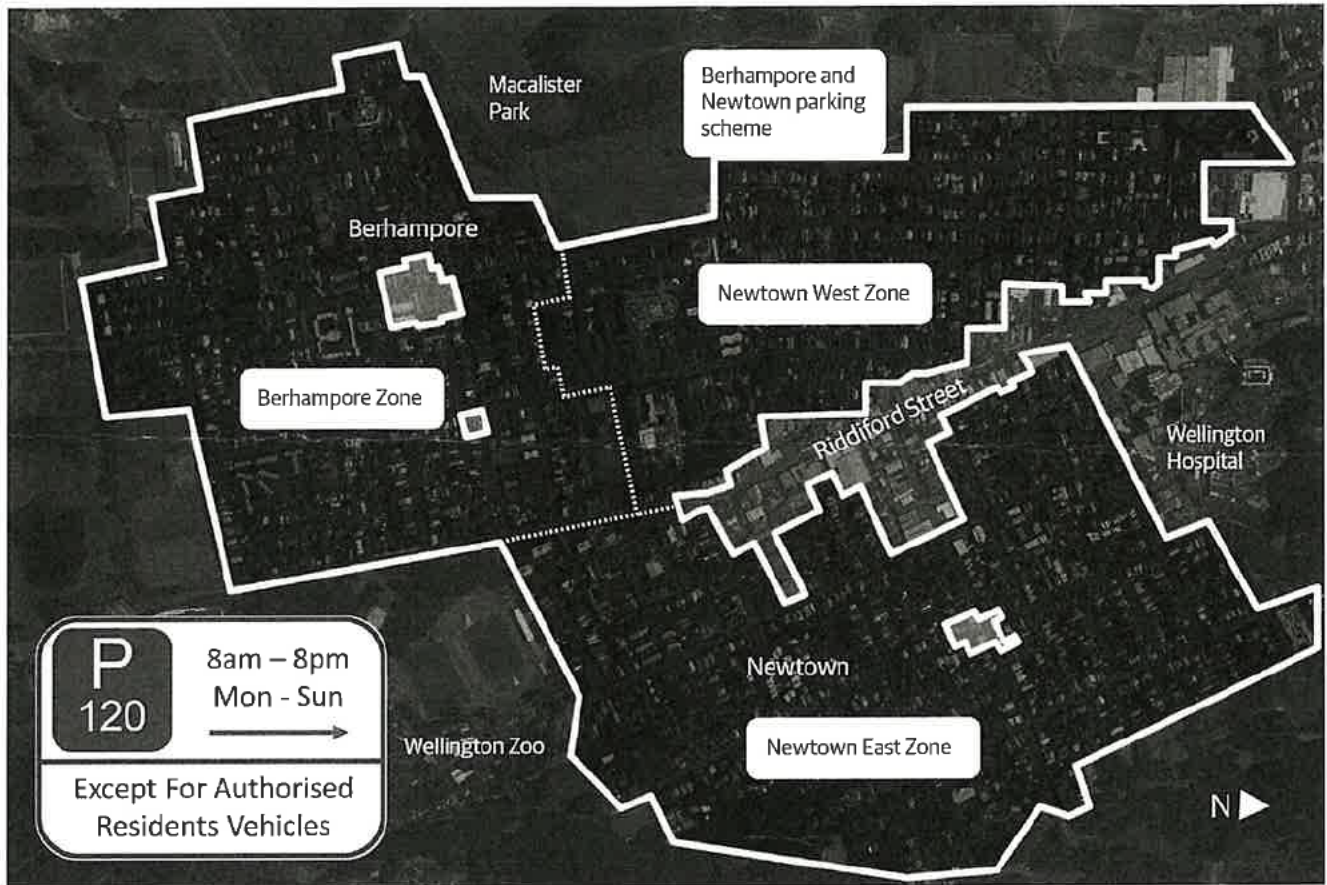 Macalister
Park
Berhampore and
Newtown parking
scheme
Berhampore
Newtown West Zone
Berhampore Zone
Riddiford Street
Wellington
Hospital
Newtown
Wellington Zoo
Newtown East Zone
N
P
120
8am – 8pm
Mon - Sun
Except For Authorised
Residents Vehicles